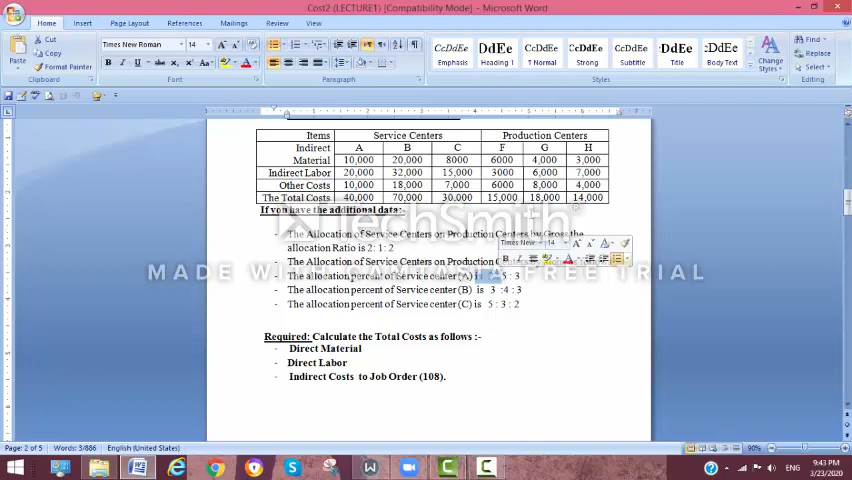 Cost2 (LECTURE1) [Compatibility Mode] - Microsoft Word
Home Insert Page Layout References Mailings Review View
Paste
Cut
Copy
Format Painter
Clipboard
Times New Roman 14
Font
Paragraph
AaBbCcDdEe Emphasis
Heading 1
¶ Normal
Strong
Subtitle
Title
Body Text
Change Styles
Styles
Find
Replace
Select
Editing
Items Service Centers Production Centers
Indirect A B C F G H
Material 10,000 20,000 8000 6000 4,000 3,000
Indirect Labor 20,000 32,000 15,000 3000 6,000 7,000
Other Costs 10,000 18,000 7,000 6000 8,000 4,000
The Total Costs 40,000 70,000 30,000 15,000 18,000 14,000
If you have the additional data:-
TechSmith
- The Allocation of Service Centers on Production Centers by Gross the
allocation Ratio is 2: 1: 2
Times New 14
- The Allocation of Service Centers on Production
MADE WITH CAMTASIA FREE TRIAL
- The allocation percent of Service center (A) is 5 : 3
- The allocation percent of Service center (B) is 3 :4 : 3
- The allocation percent of Service center (C) is 5 : 3 : 2
Required: Calculate the Total Costs as follows :-
- Direct Material
- Direct Labor
- Indirect Costs to Job Order (108).
Page: 2 of 5 Words: 3/886 English (United States) 90%
ENG 9:43 PM
3/23/2020